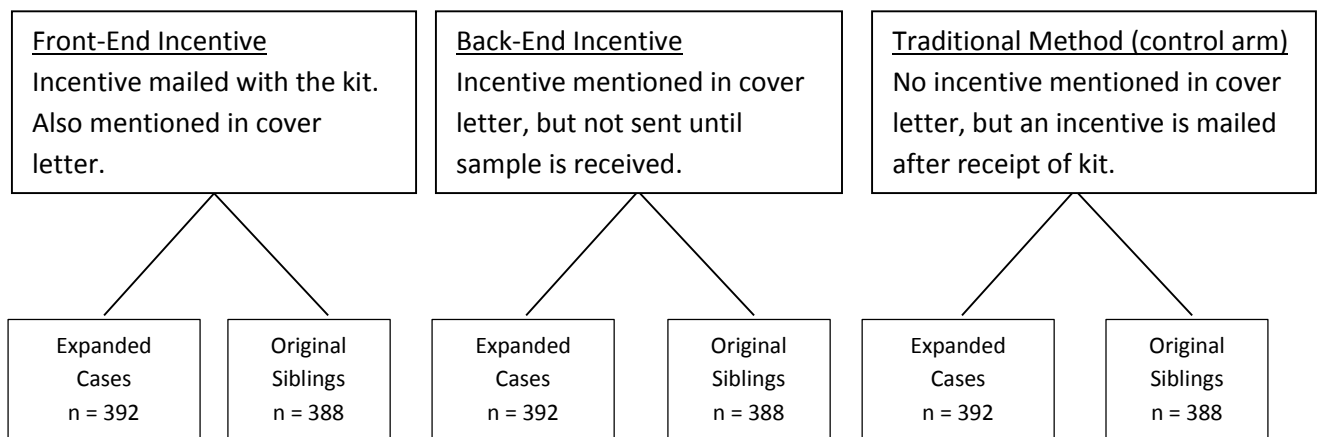 Front-End Incentive
Incentive mailed with the kit.
Also mentioned in cover
letter.
Back-End Incentive
Incentive mentioned in cover
letter, but not sent until
sample is received.
Traditional Method (control arm)
No incentive mentioned in cover
letter, but an incentive is mailed
after receipt of kit.
Expanded
Cases
n = 392
Original
Siblings
n = 388
Expanded
Cases
n = 392
Original
Siblings
n = 388
Expanded
Cases
n = 392
Original
Siblings
n = 388